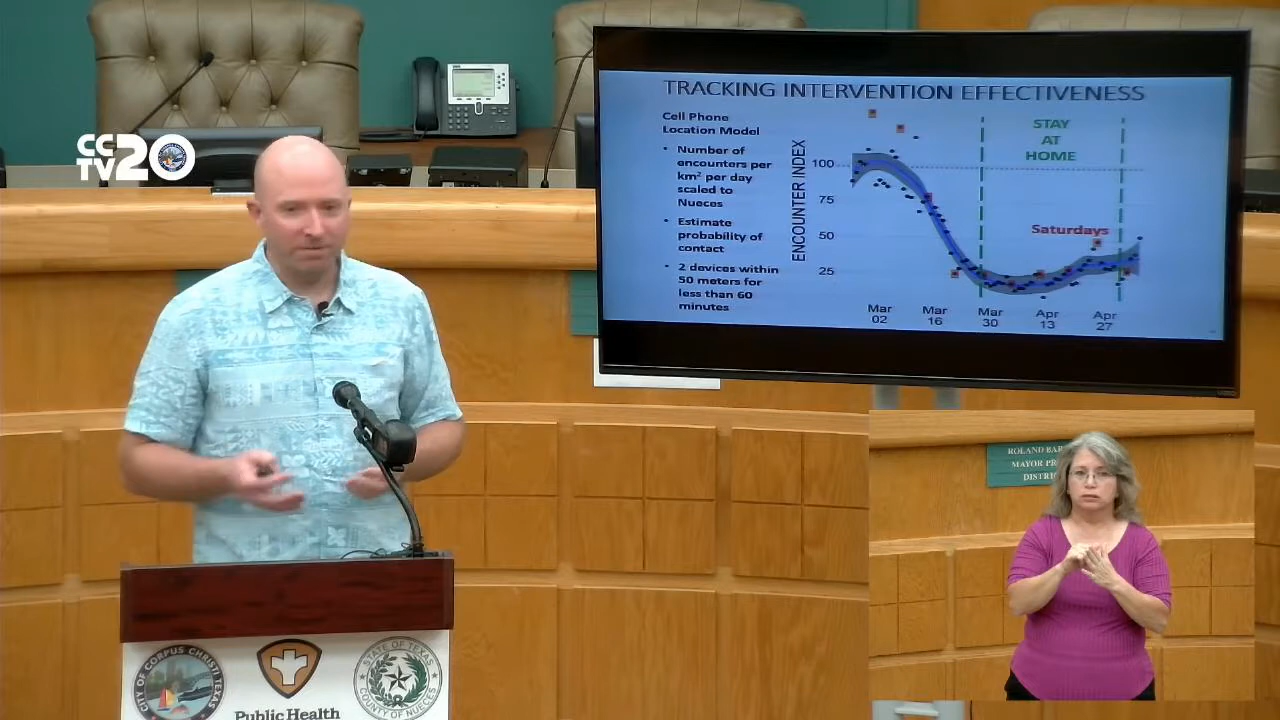 CC
TV20
TRACKING INTERVENTION EFFECTIVENESS
Cell Phone
Location Model
• Number of
encounters per
km² per day
scaled to
Nueces
• Estimate
probability of
contact
• 2 devices within
50 meters for
less than 60
minutes
ENCOUNTER INDEX
100
75
50
25
STAY
AT
HOME
Saturdays
Mar
02
Mar
16
Mar
30
Apr
13
Apr
27
ROLAND
MAYOR
CITY OF CORPUS CHRISTI TEXAS
Public Health
STATE OF TEXAS
COUNTY OF NUECES